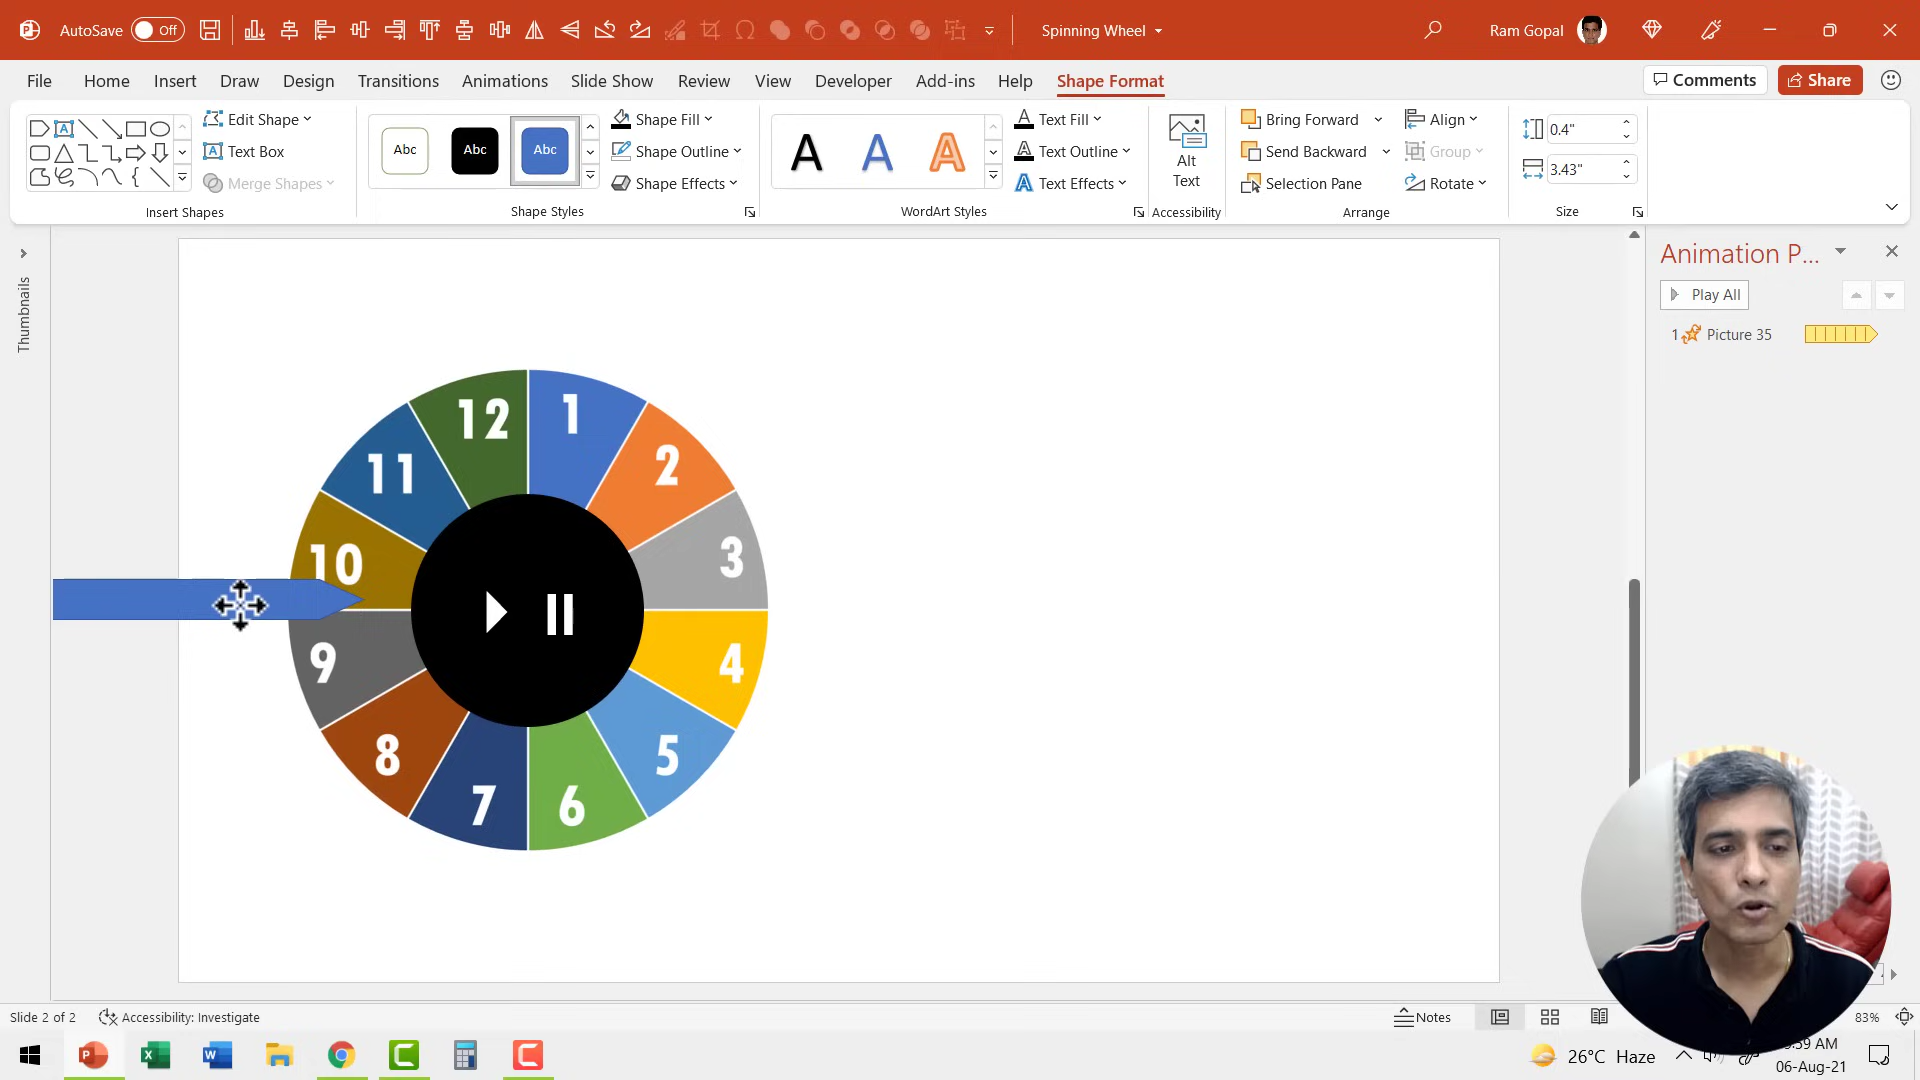 AutoSave Off Spinning Wheel Ram Gopal
File Home Insert Draw Design Transitions Animations Slide Show Review View Developer Add-ins Help Shape Format Comments Share
Edit Shape
Text Box
Merge Shapes
Insert Shapes
Abc Abc Abc
Shape Fill
Shape Outline
Shape Effects
Shape Styles
A A A
Text Fill
Text Outline
Text Effects
WordArt Styles
Alt
Text
Accessibility
Bring Forward
Send Backward
Selection Pane
Align
Group
Rotate
Arrange
0.4"
3.43"
Size
Thumbnails
12 1
11 2
10 3
9 4
8 5
7 6
Animation P...
Play All
1 Picture 35
Slide 2 of 2 Accessibility: Investigate Notes 83%
26°C Haze
:59 AM
06-Aug-21